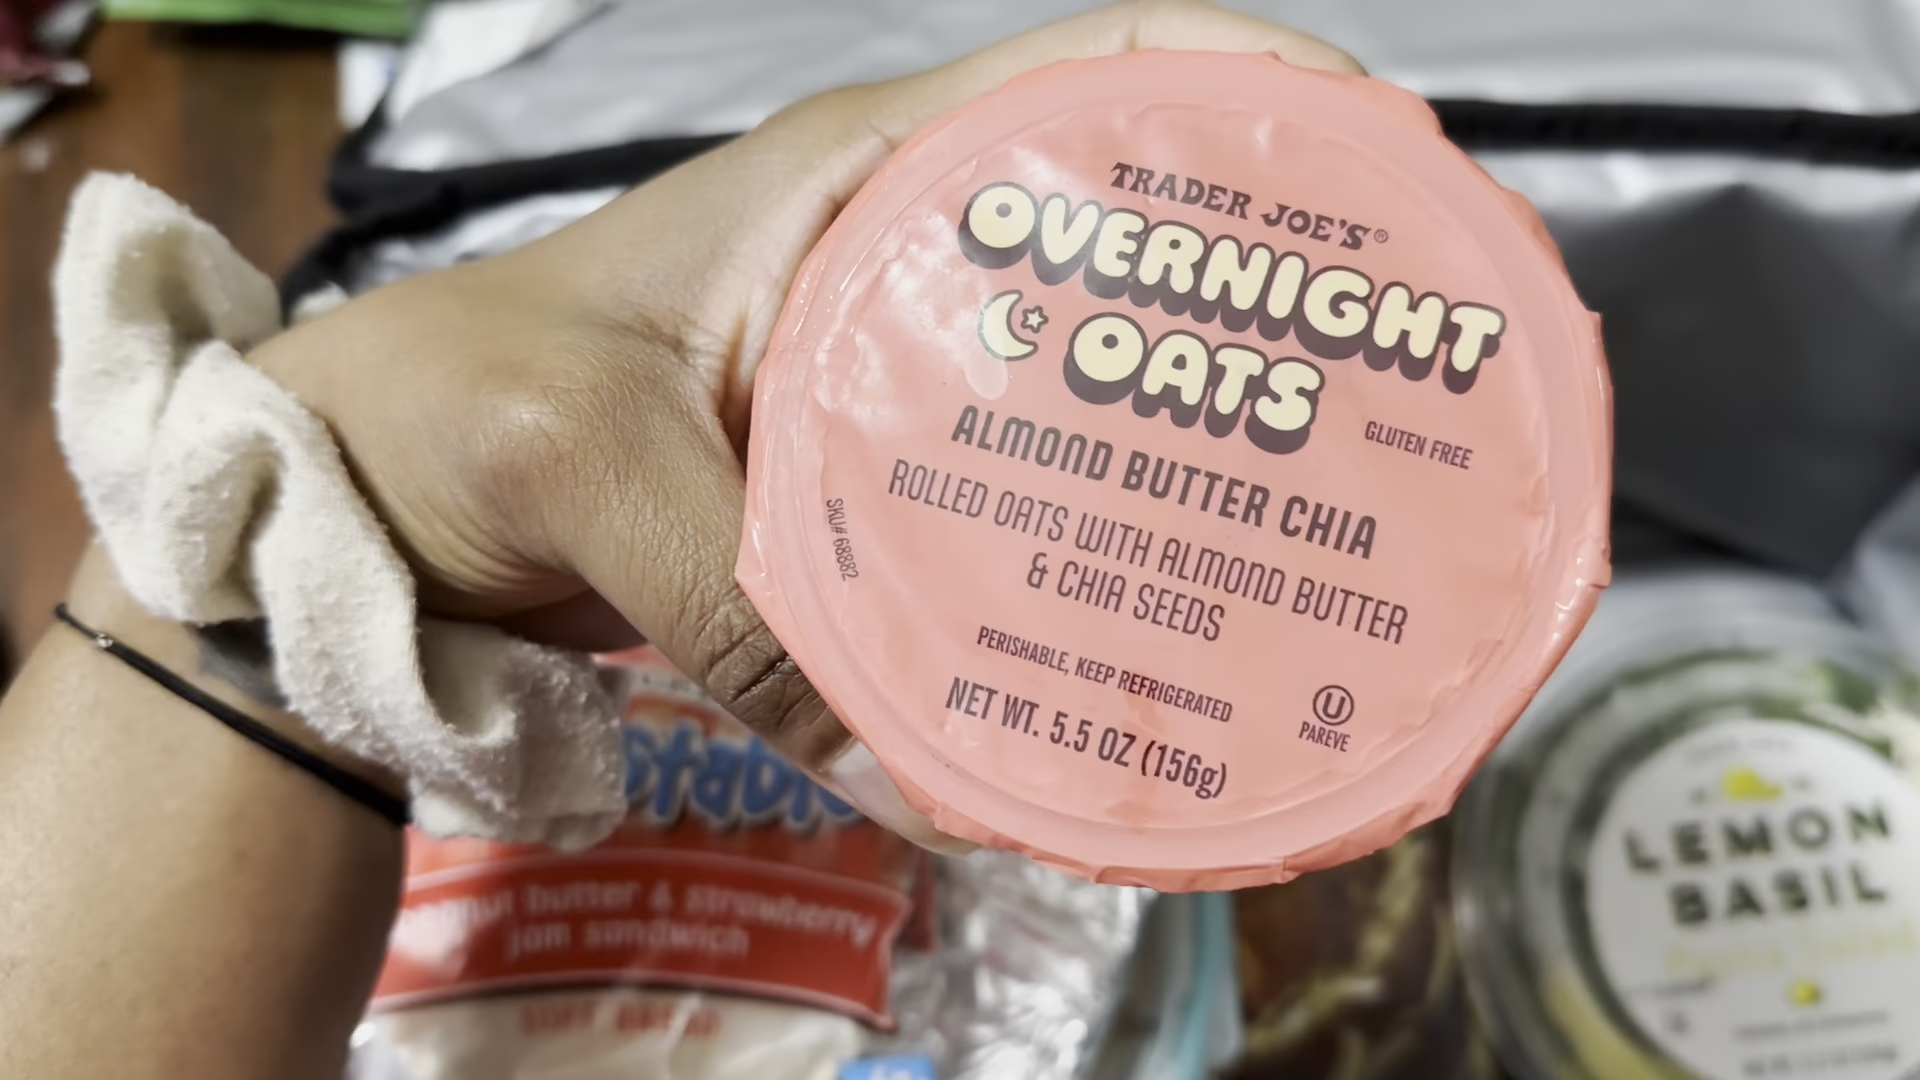 TRADER JOE'S®
OVERNIGHT
OATS
GLUTEN FREE
ALMOND BUTTER CHIA
ROLLED OATS WITH ALMOND BUTTER
& CHIA SEEDS
SKU# 68882
PERISHABLE, KEEP REFRIGERATED
NET WT. 5.5 OZ (156g)
U
PAREVE
butter & strawberry
jam sandwich
LEMON
BASIL